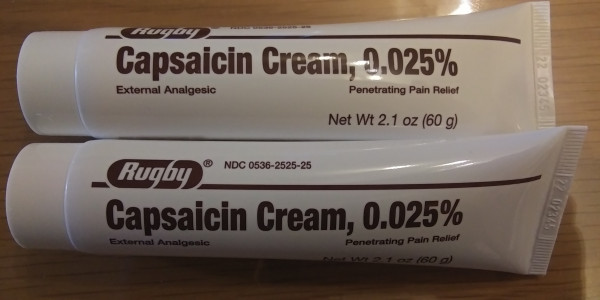 Rugby
Capsaicin Cream, 0.025%
External Analgesic Penetrating Pain Relief
Net Wt 2.1 oz (60 g)
Rugby® NDC 0536-2525-25
Capsaicin Cream, 0.025%
External Analgesic Penetrating Pain Relief
Net Wt 2.1 oz (60 g)